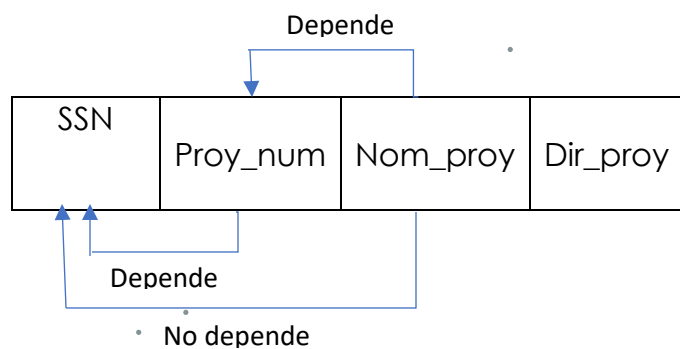 Depende
SSN
Proy_num
Nom_proy
Dir_proy
Depende
No depende